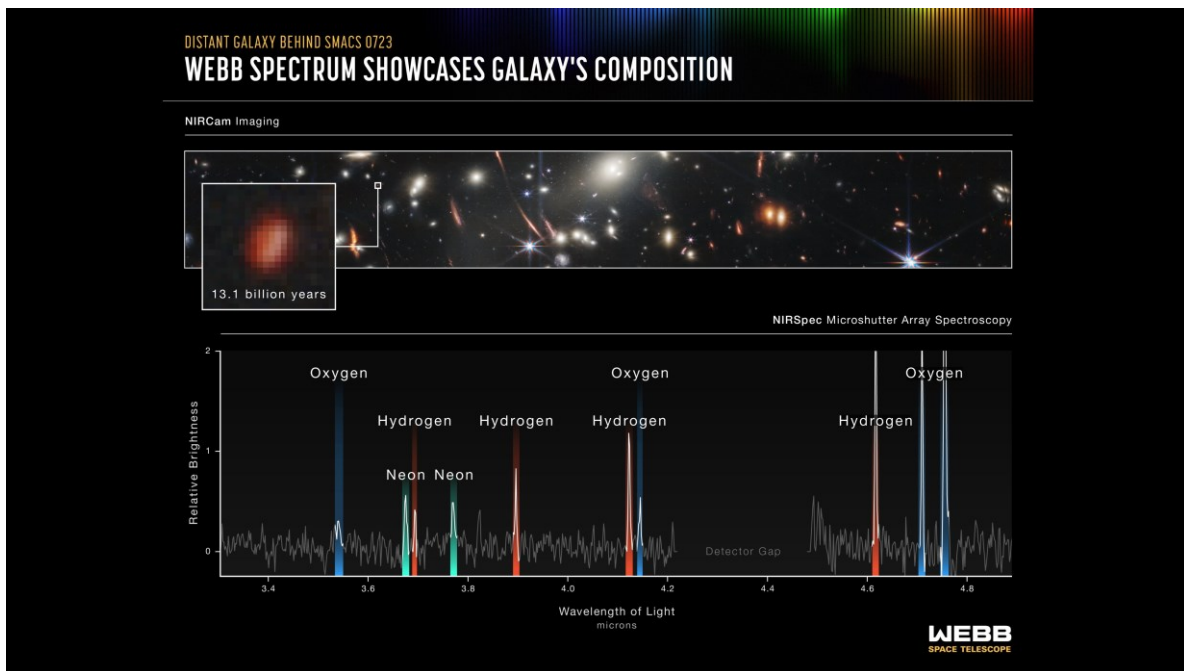 DISTANT GALAXY BEHIND SMACS 0723
WEBB SPECTRUM SHOWCASES GALAXY'S COMPOSITION
NIRCam Imaging
13.1 billion years
NIRSpec Microshutter Array Spectroscopy
2
Oxygen Oxygen Oxygen
Hydrogen Hydrogen Hydrogen Hydrogen
1
Neon Neon
Relative Brightness
0
Detector Gap
3.4 3.6 3.8 4.0 4.2 4.4 4.6 4.8
Wavelength of Light
microns
WEBB
SPACE TELESCOPE